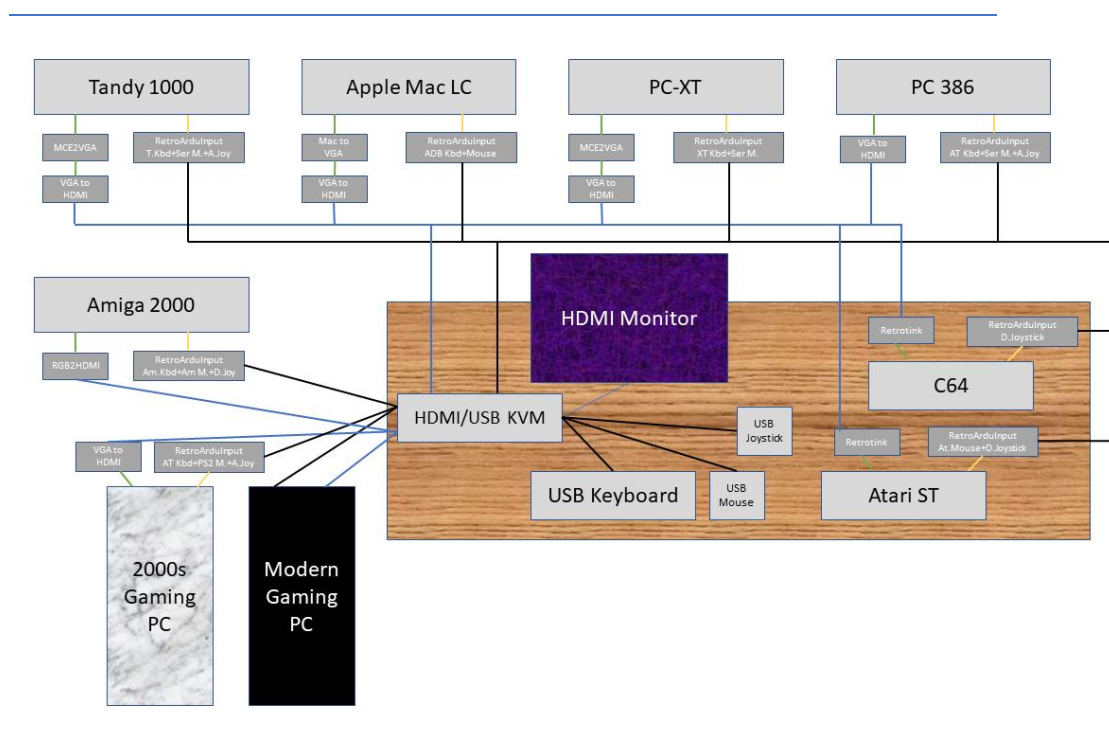 Tandy 1000
Apple Mac LC
PC-XT
PC 386
MCE2VGA
RetroArduInput
T.Kbd+Ser M.+A.Joy
Mac to
VGA
RetroArduInput
ADB Kbd+Mouse
MCE2VGA
RetroArduInput
XT Kbd+Ser M.
VGA to
HDMI
RetroArduInput
AT Kbd+Ser M.+A.Joy
VGA to
HDMI
VGA to
HDMI
VGA to
HDMI
Amiga 2000
HDMI Monitor
Retrotink
RetroArduInput
D.Joystick
RGB2HDMI
RetroArduInput
Am.Kbd+Am M.+D.Joy
C64
HDMI/USB KVM
USB
Joystick
VGA to
HDMI
RetroArduInput
AT Kbd+PS2 M.+A.Joy
Retrotink
RetroArduInput
At.Mouse+D.Joystick
USB Keyboard
USB
Mouse
Atari ST
2000s
Gaming
PC
Modern
Gaming
PC